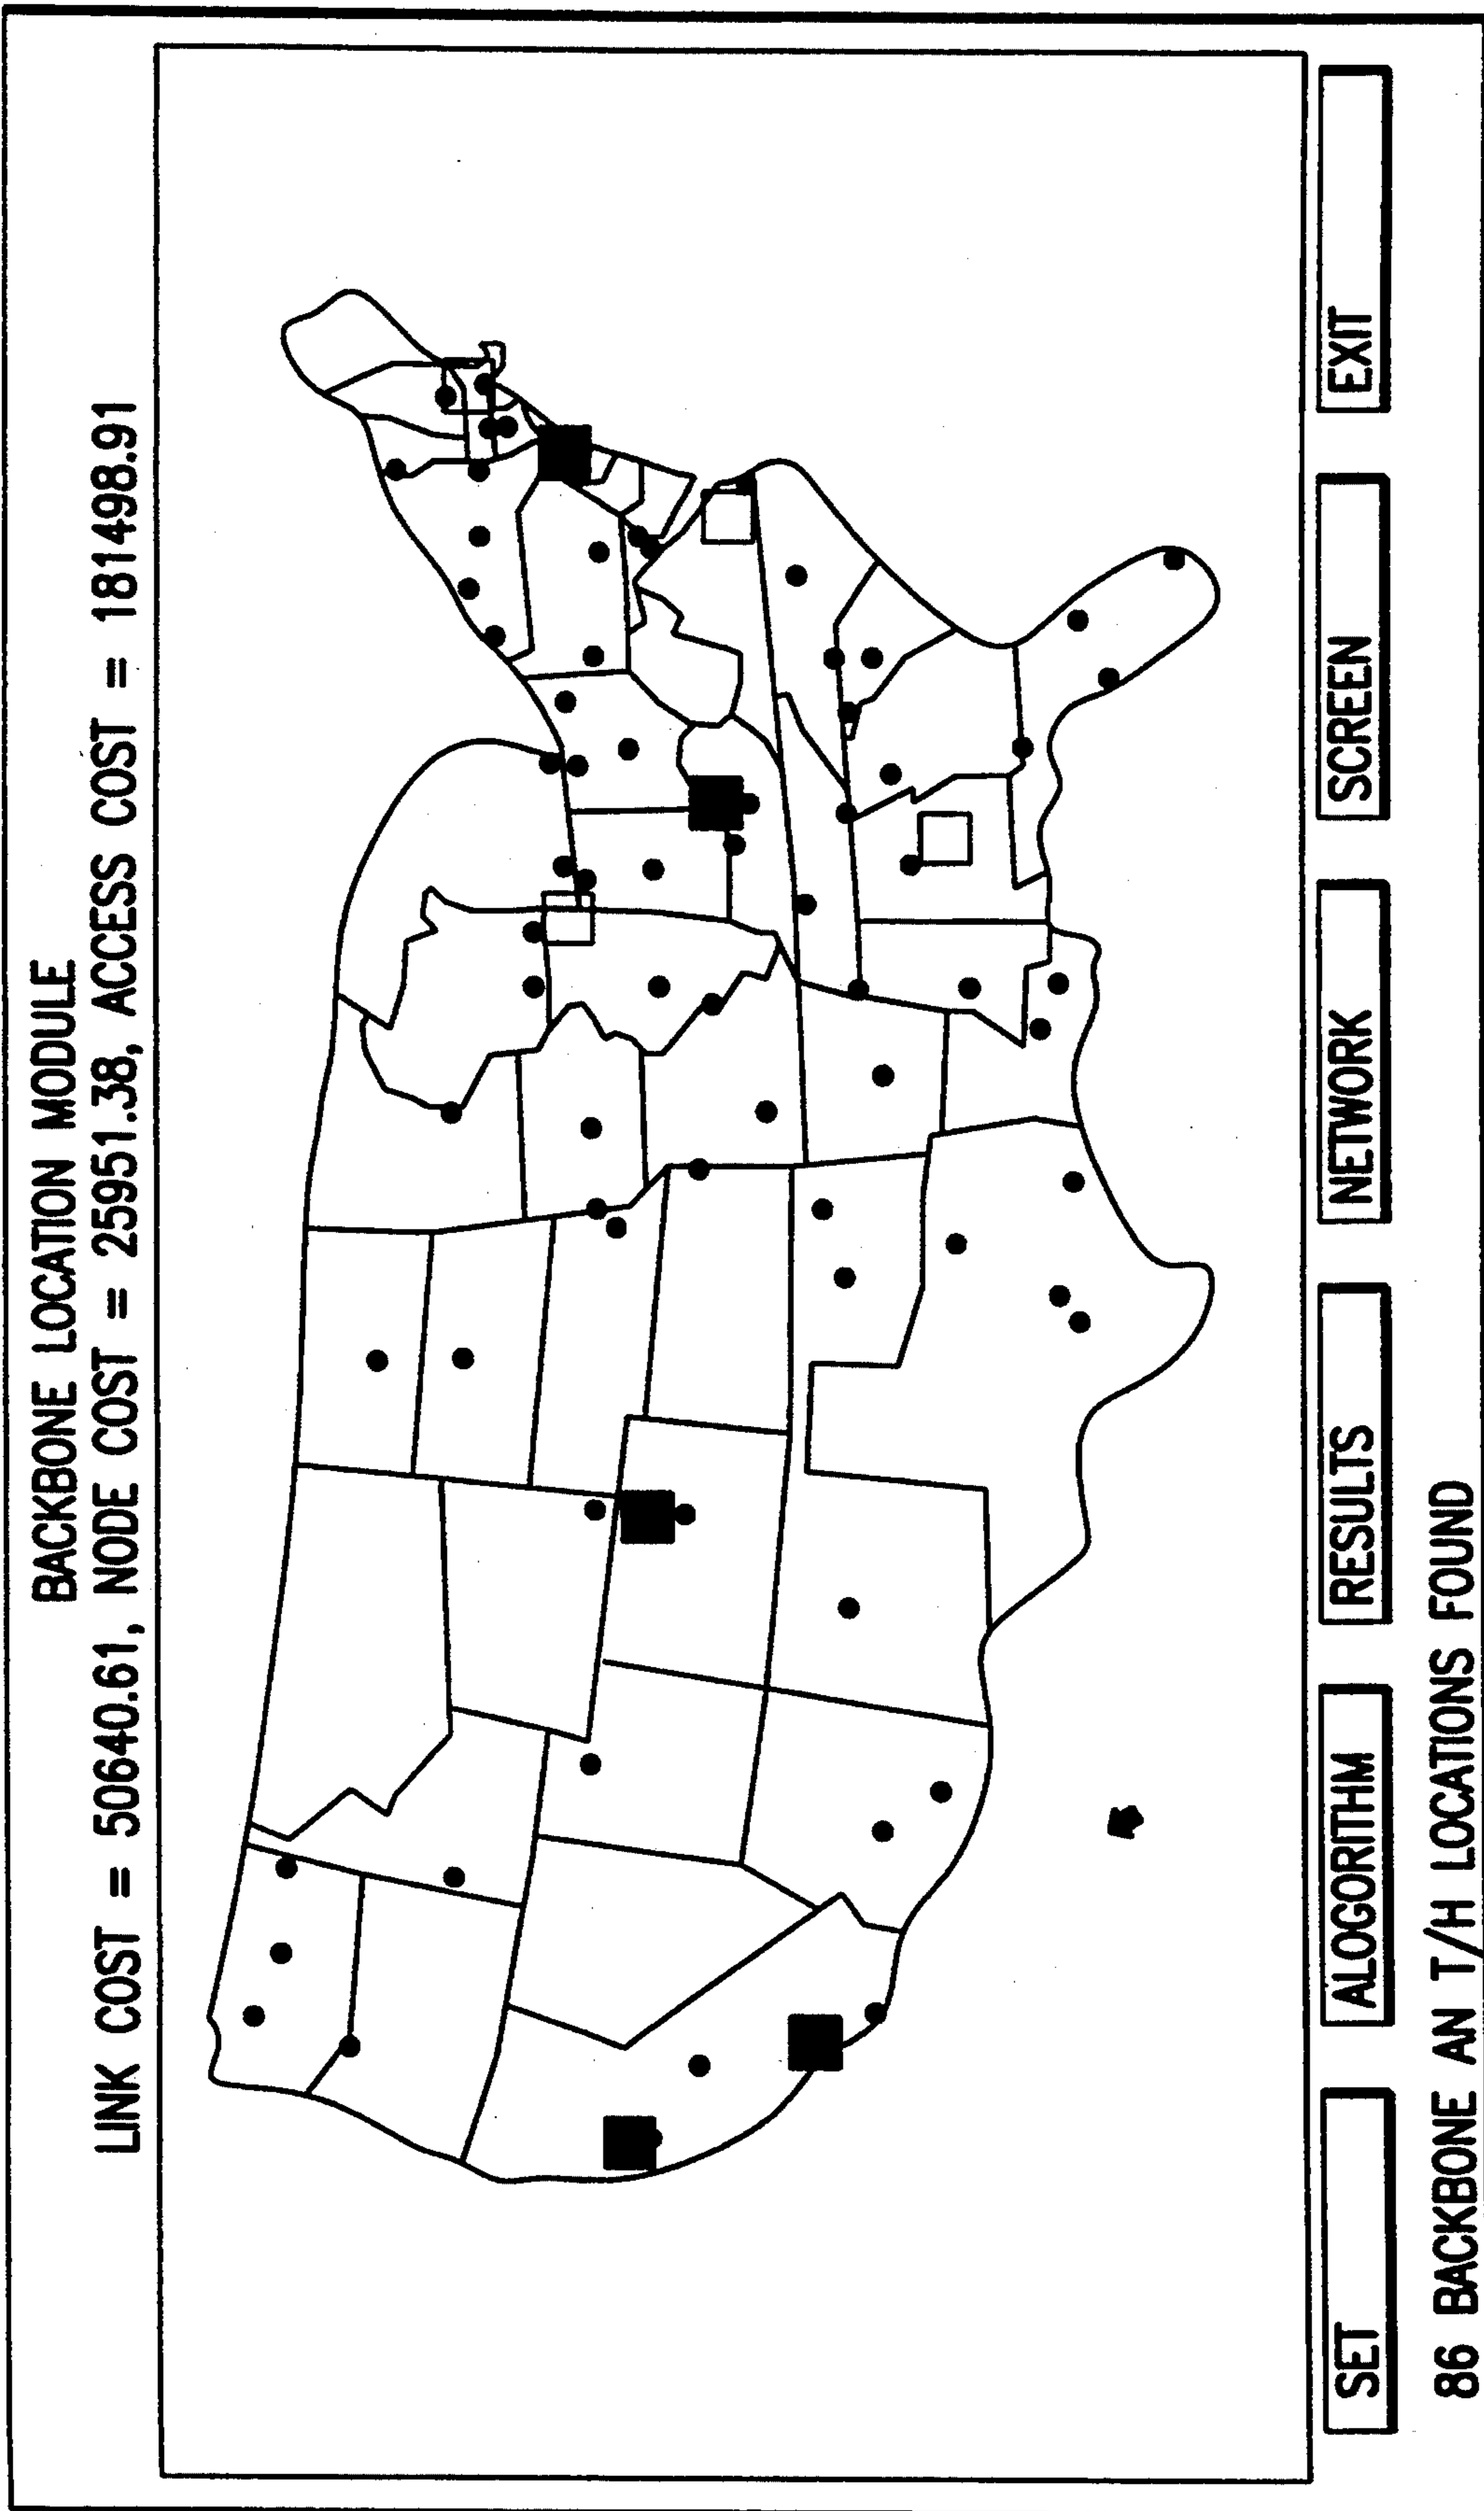 BACKBONE LOCATION MODULE
LINK COST = 50640.61, NODE COST = 25951.38, ACCESS COST = 181498.91
SET
ALOGORITHM
RESULTS
NETWORK
SCREEN
EXIT
86 BACKBONE AN T/H LOCATIONS FOUND